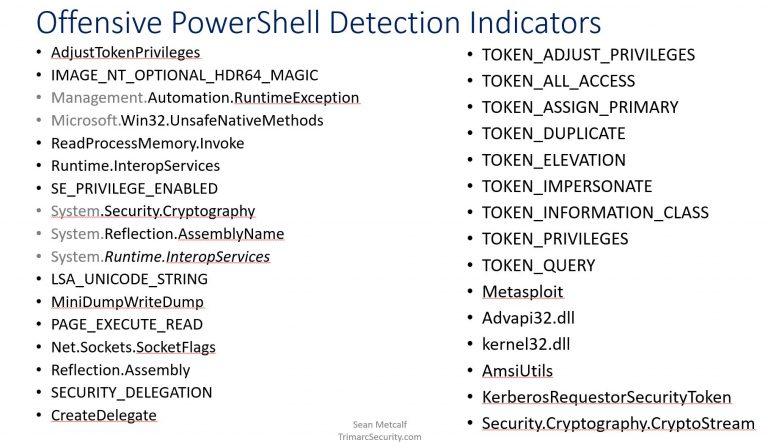 Offensive PowerShell Detection Indicators
• AdjustTokenPrivileges
• IMAGE_NT_OPTIONAL_HDR64_MAGIC
• Management.Automation.RuntimeException
• Microsoft.Win32.UnsafeNativeMethods
• ReadProcessMemory.Invoke
• Runtime.InteropServices
• SE_PRIVILEGE_ENABLED
• System.Security.Cryptography
• System.Reflection.AssemblyName
• System.Runtime.InteropServices
• LSA_UNICODE_STRING
• MiniDumpWriteDump
• PAGE_EXECUTE_READ
• Net.Sockets.SocketFlags
• Reflection.Assembly
• SECURITY_DELEGATION
• CreateDelegate
• TOKEN_ADJUST_PRIVILEGES
• TOKEN_ALL_ACCESS
• TOKEN_ASSIGN_PRIMARY
• TOKEN_DUPLICATE
• TOKEN_ELEVATION
• TOKEN_IMPERSONATE
• TOKEN_INFORMATION_CLASS
• TOKEN_PRIVILEGES
• TOKEN_QUERY
• Metasploit
• Advapi32.dll
• kernel32.dll
• AmsiUtils
• KerberosRequestorSecurityToken
• Security.Cryptography.CryptoStream
Sean Metcalf
TrimarcSecurity.com